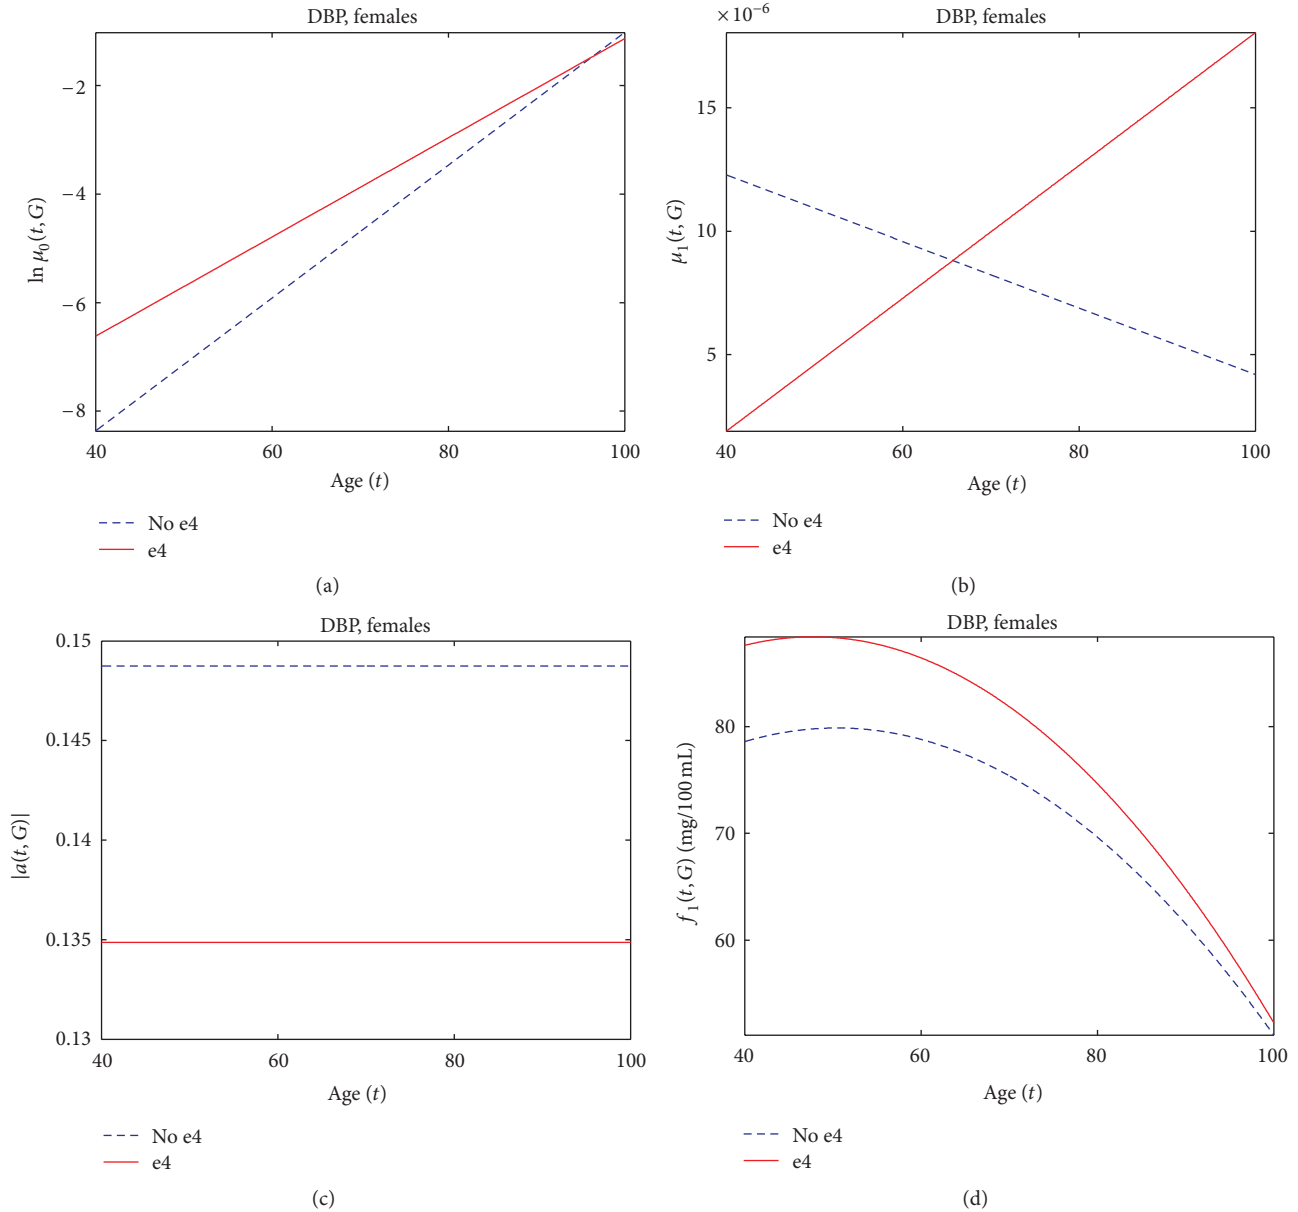 DBP, females
−2
−4
−6
−8
ln μ₀(t, G)
40 60 80 100
Age (t)
No e4
e4
(a)
×10⁻⁶
DBP, females
15
10
5
μ₁(t, G)
40 60 80 100
Age (t)
No e4
e4
(b)
DBP, females
0.15
0.145
0.14
0.135
0.13
|a(t, G)|
40 60 80 100
Age (t)
No e4
e4
(c)
DBP, females
80
70
60
f₁(t, G) (mg/100 mL)
40 60 80 100
Age (t)
No e4
e4
(d)